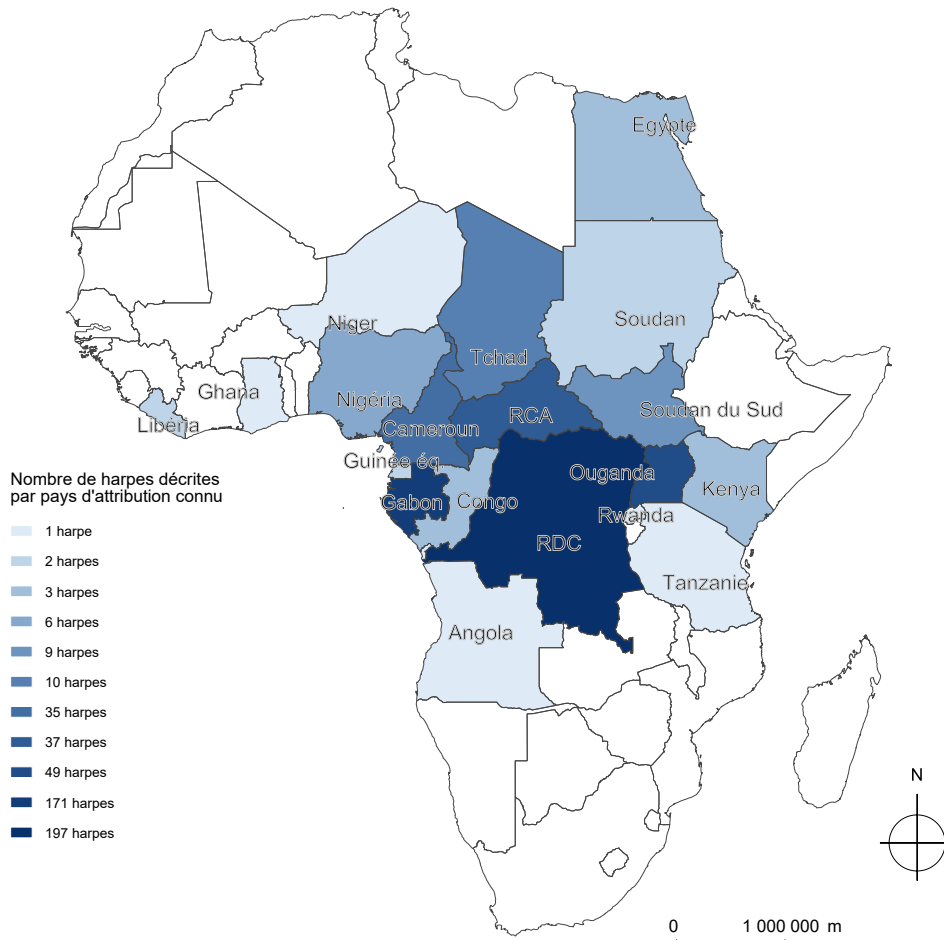 Egypte
Niger
Soudan
Tchad
Ghana
Nigéria
RCA
Soudan du Sud
Libéria
Cameroun
Guinée éq
Ouganda
Nombre de harpes décrites
par pays d'attribution connu
Gabon
Congo
Kenya
Rwanda
1 harpe
RDC
2 harpes
Tanzanie
3 harpes
Angola
6 harpes
9 harpes
10 harpes
35 harpes
37 harpes
49 harpes
171 harpes
197 harpes
N
0 1 000 000 m